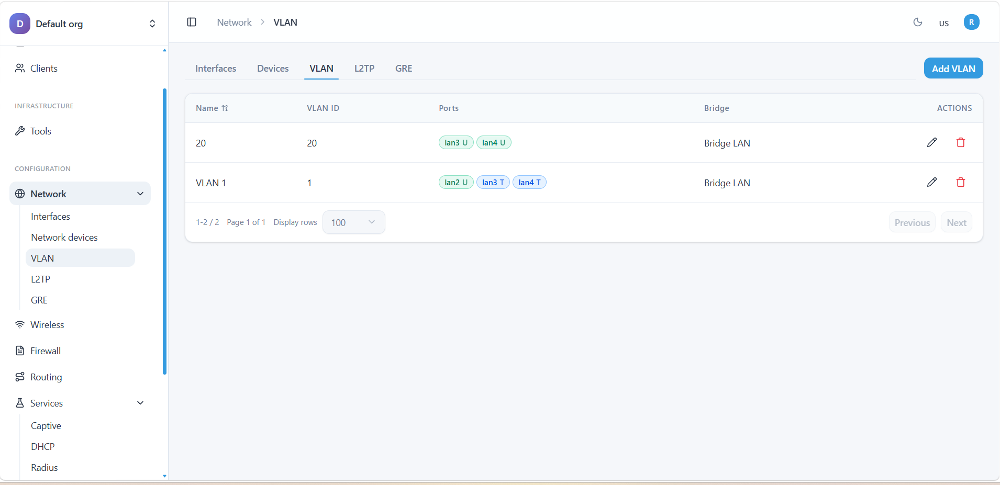 D Default org
Network > VLAN
US
R
Clients
INFRASTRUCTURE
Tools
CONFIGURATION
Network
Interfaces
Network devices
VLAN
L2TP
GRE
Wireless
Firewall
Routing
Services
Captive
DHCP
Radius
Interfaces Devices VLAN L2TP GRE
Add VLAN
Name VLAN ID Ports Bridge ACTIONS
20 20 lan3 U lan4 U Bridge LAN
VLAN 1 1 lan2 U lan3 T lan4 T Bridge LAN
1-2 / 2 Page 1 of 1 Display rows 100 Previous Next